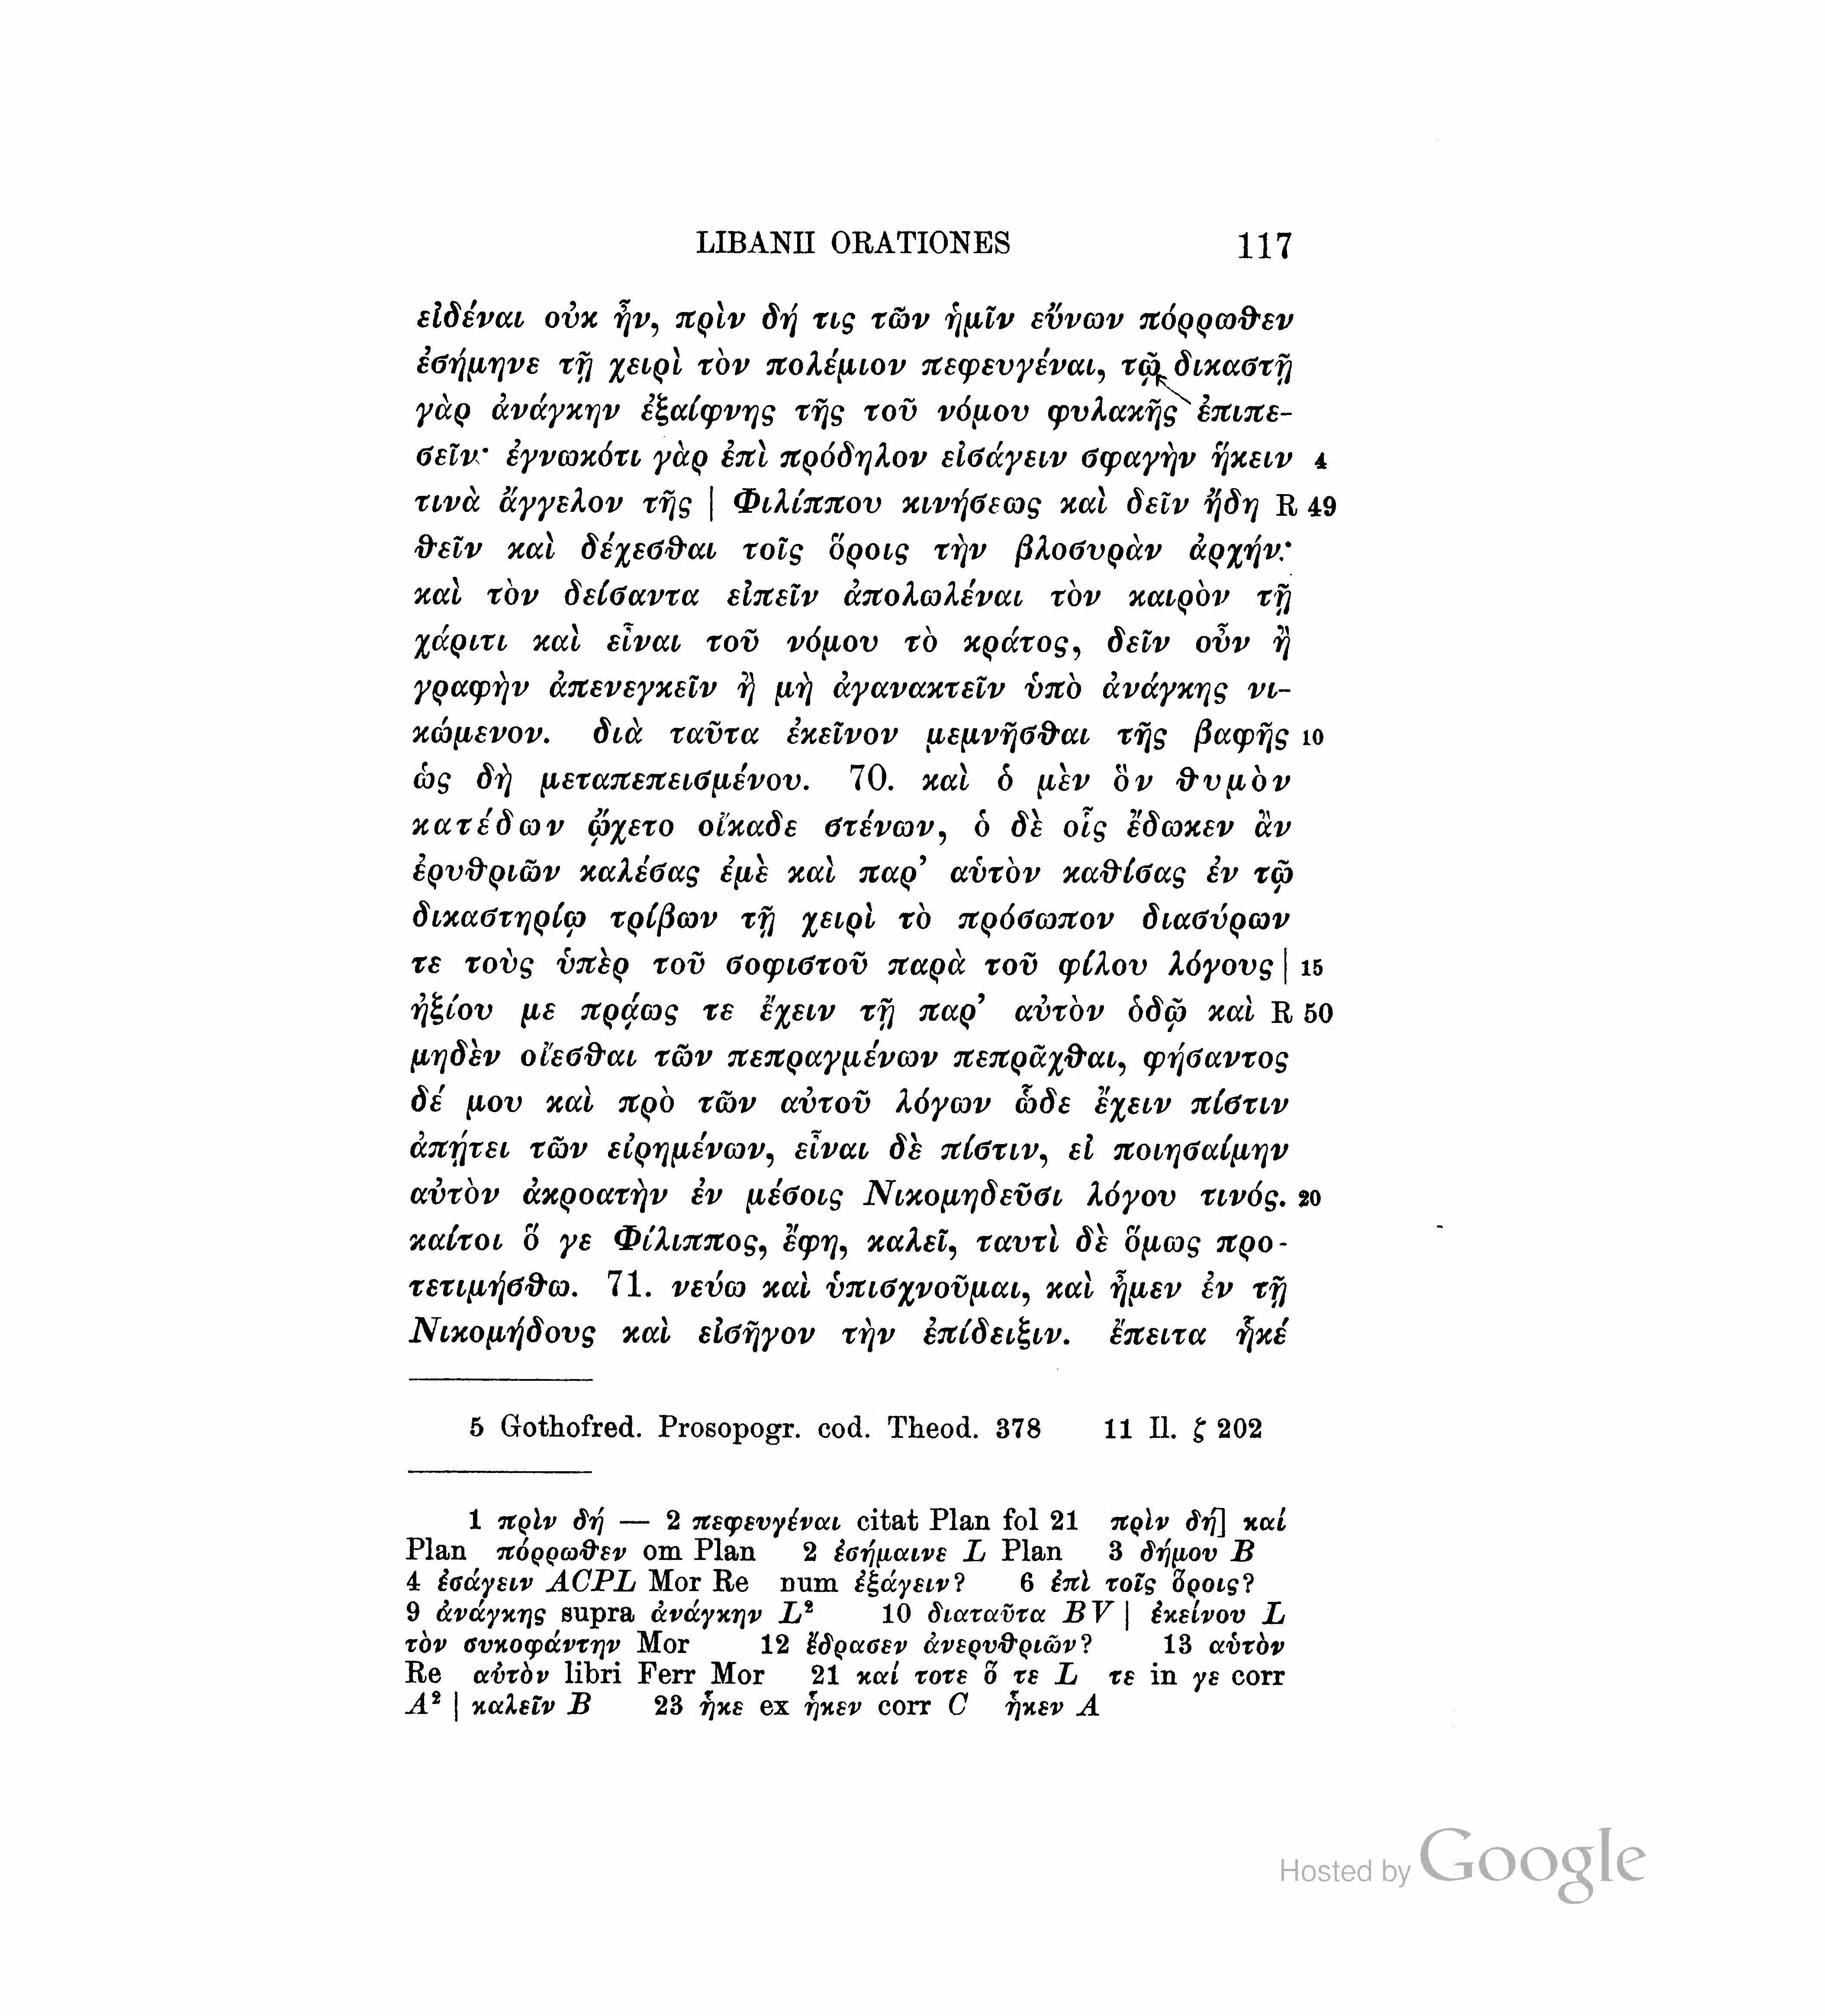 LIBANII ORATIONES 117
εἰδέναι οὐκ ἦν, πρὶν δή τις τῶν ἡμῖν εὔνων πόρρωθεν
ἐσήμηνε τῇ χειρὶ τὸν πολέμιον πεφευγέναι, τῷ δικαστῇ
γὰρ ἀνάγκην ἐξαίφνης τῆς τοῦ νόμου φυλακῆς ἐπιπε-
σεῖν· ἐγνωκότι γὰρ ἐπὶ πρόδηλον εἰσάγειν σφαγὴν ἥκειν 4
τινὰ ἄγγελον τῆς | Φιλίππου κινήσεως καὶ δεῖν ἤδη R 49
θεῖν καὶ δέχεσθαι τοῖς ὅροις τὴν βλοσυρὰν ἀρχήν·
καὶ τὸν δείσαντα εἰπεῖν ἀπολωλέναι τὸν καιρὸν τῇ
χάριτι καὶ εἶναι τοῦ νόμου τὸ κράτος, δεῖν οὖν ἢ
γραφὴν ἀπενεγκεῖν ἢ μὴ ἀγανακτεῖν ὑπὸ ἀνάγκης νι-
κώμενον. διὰ ταῦτα ἐκεῖνον μεμνῆσθαι τῆς βαφῆς 10
ὡς δὴ μεταπεπεισμένου. 70. καὶ ὁ μὲν ὃν θυμὸν
κατέδων ᾤχετο οἴκαδε στένων, ὁ δὲ οἷς ἔδωκεν ἂν
ἐρυθριῶν καλέσας ἐμὲ καὶ παρ’ αὑτὸν καθίσας ἐν τῷ
δικαστηρίῳ τρίβων τῇ χειρὶ τὸ πρόσωπον διασύρων
τε τοὺς ὑπὲρ τοῦ σοφιστοῦ παρὰ τοῦ φίλου λόγους | 15
ἠξίου με πρᾴως τε ἔχειν τῇ παρ’ αὐτὸν ὁδῷ καὶ R 50
μηδὲν οἴεσθαι τῶν πεπραγμένων πεπρᾶχθαι, φήσαντος
δέ μου καὶ πρὸ τῶν αὐτοῦ λόγων ὧδε ἔχειν πίστιν
ἀπῄτει τῶν εἰρημένων, εἶναι δὲ πίστιν, εἰ ποιησαίμην
αὐτὸν ἀκροατὴν ἐν μέσοις Νικομηδεῦσι λόγου τινός. 20
καίτοι ὅ γε Φίλιππος, ἔφη, καλεῖ, ταυτὶ δὲ ὅμως προ-
τετιμήσθω. 71. νεύω καὶ ὑπισχνοῦμαι, καὶ ἦμεν ἐν τῇ
Νικομήδους καὶ εἰσῆγον τὴν ἐπίδειξιν. ἔπειτα ἧκέ
5 Gothofred. Prosopogr. cod. Theod. 378 11 Il. ζ 202
1 πρὶν δή — 2 πεφευγέναι citat Plan fol 21 πρὶν δή] καί
Plan πόρρωθεν om Plan 2 ἐσήμαινε L Plan 3 δήμου B
4 ἐσάγειν ACPL Mor Re num ἐξάγειν? 6 ἐπὶ τοῖς ὅροις?
9 ἀνάγκης supra ἀνάγκην L² 10 διαταῦτα BV | ἐκείνου L
τὸν συκοφάντην Mor 12 ἔδρασεν ἀνερυθριῶν? 13 αὑτὸν
Re αὐτὸν libri Ferr Mor 21 καί τοτε ὅ τε L τε in γε corr
A² | καλεῖν B 23 ἧκε ex ἧκεν corr C ἧκεν A
Hosted by Google